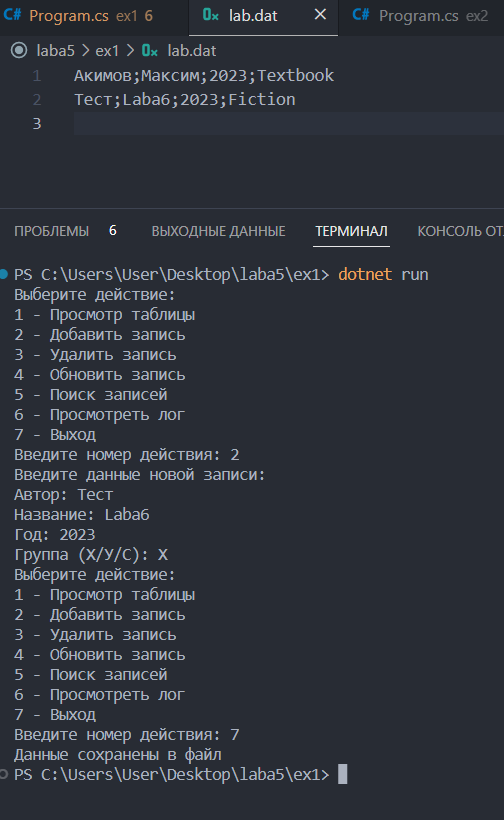 C# Program.cs ex1 6 lab.dat × C# Program.cs ex2
laba5 > ex1 > lab.dat
1 Акимов;Максим;2023;Textbook
2 Тест;Laba6;2023;Fiction
3
ПРОБЛЕМЫ 6 ВЫХОДНЫЕ ДАННЫЕ ТЕРМИНАЛ КОНСОЛЬ ОТ
PS C:\Users\User\Desktop\laba5\ex1> dotnet run
Выберите действие:
1 - Просмотр таблицы
2 - Добавить запись
3 - Удалить запись
4 - Обновить запись
5 - Поиск записей
6 - Просмотреть лог
7 - Выход
Введите номер действия: 2
Введите данные новой записи:
Автор: Тест
Название: Laba6
Год: 2023
Группа (Х/У/С): Х
Выберите действие:
1 - Просмотр таблицы
2 - Добавить запись
3 - Удалить запись
4 - Обновить запись
5 - Поиск записей
6 - Просмотреть лог
7 - Выход
Введите номер действия: 7
Данные сохранены в файл
PS C:\Users\User\Desktop\laba5\ex1>